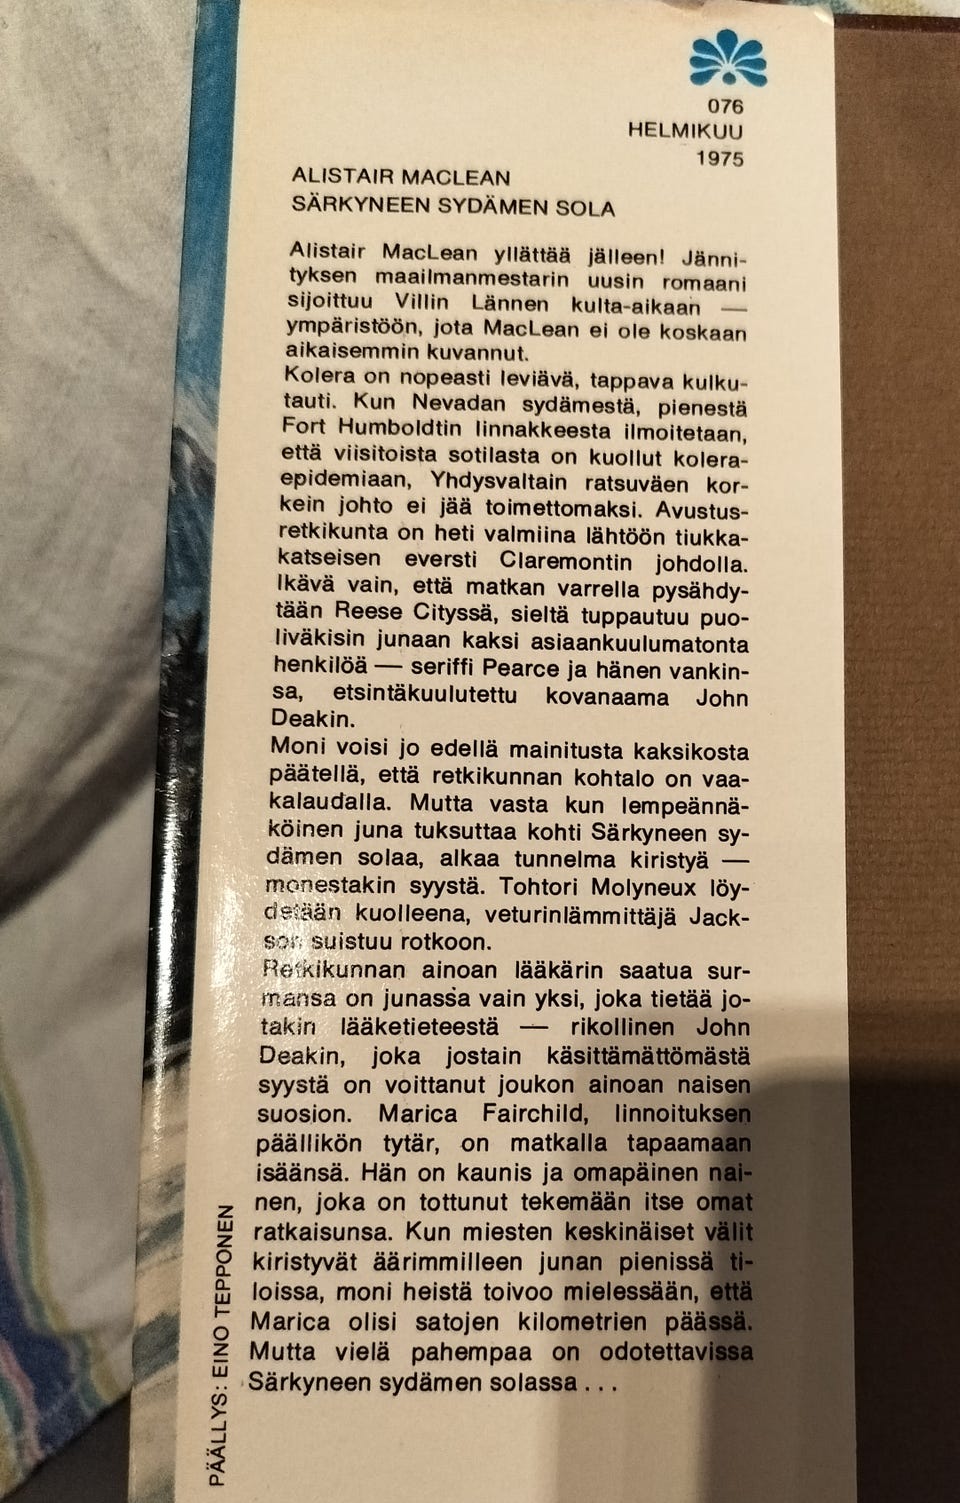 076
HELMIKUU
1975
ALISTAIR MACLEAN
SÄRKYNEEN SYDÄMEN SOLA
Alistair MacLean yllättää jälleen! Jänni-
tyksen maailmanmestarin uusin romaani
sijoittuu Villin Lännen kulta-aikaan —
ympäristöön, jota MacLean ei ole koskaan
aikaisemmin kuvannut.
Kolera on nopeasti leviävä, tappava kulku-
tauti. Kun Nevadan sydämestä, pienestä
Fort Humboldtin linnakkeesta ilmoitetaan,
että viisitoista sotilasta on kuollut kolera-
epidemiaan, Yhdysvaltain ratsuväen kor-
kein johto ei jää toimettomaksi. Avustus-
retkikunta on heti valmiina lähtöön tiukka-
katseisen eversti Claremontin johdolla.
Ikävä vain, että matkan varrella pysähdy-
tään Reese Cityssä, sieltä tuppautuu puo-
liväkisin junaan kaksi asiaankuulumatonta
henkilöä — seriffi Pearce ja hänen vankin-
sa, etsintäkuulutettu kovanaama John
Deakin.
Moni voisi jo edellä mainitusta kaksikosta
päätellä, että retkikunnan kohtalo on vaa-
kalaudalla. Mutta vasta kun lempeännä-
köinen juna tuksuttaa kohti Särkyneen sy-
dämen solaa, alkaa tunnelma kiristyä —
monestakin syystä. Tohtori Molyneux löy-
detään kuolleena, veturinlämmittäjä Jack-
son suistuu rotkoon.
Retkikunnan ainoan lääkärin saatua sur-
mansa on junassa vain yksi, joka tietää jo-
takin lääketieteestä — rikollinen John
Deakin, joka jostain käsittämättömästä
syystä on voittanut joukon ainoan naisen
suosion. Marica Fairchild, linnoituksen
päällikön tytär, on matkalla tapaamaan
isäänsä. Hän on kaunis ja omapäinen nai-
nen, joka on tottunut tekemään itse omat
ratkaisunsa. Kun miesten keskinäiset välit
kiristyvät äärimmilleen junan pienissä ti-
loissa, moni heistä toivoo mielessään, että
Marica olisi satojen kilometrien päässä.
Mutta vielä pahempaa on odotettavissa
Särkyneen sydämen solassa . . .
PÄÄLLYS: EINO TEPPONEN